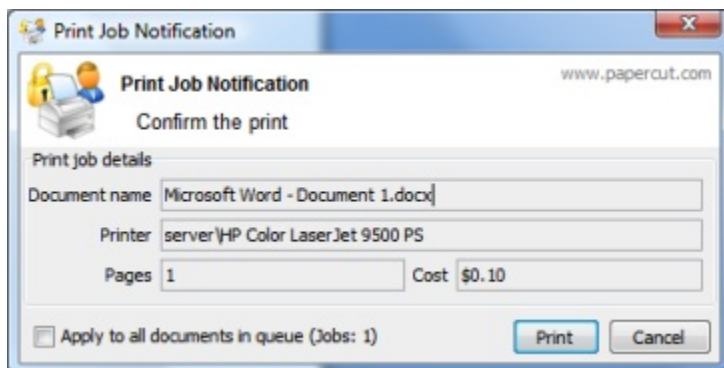 Print Job Notification
www.papercut.com
Print Job Notification
Confirm the print
Print job details
Document name Microsoft Word - Document 1.docx
Printer server\HP Color LaserJet 9500 PS
Pages 1 Cost $0.10
Apply to all documents in queue (Jobs: 1) Print Cancel